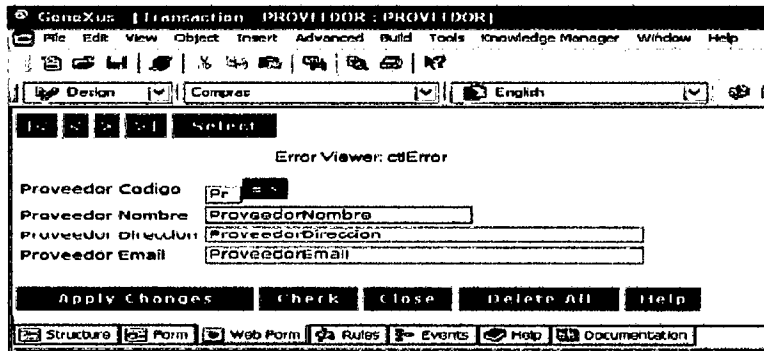 GeneXus - [Transaction - PROVEEDOR : PROVEEDOR]
File Edit View Object Insert Advanced Build Tools Knowledge Manager Window Help
Design Compras English
|< < > >| Select
Error Viewer: ctlError
Proveedor Codigo Pr = >
Proveedor Nombre ProveedorNombre
Proveedor Direccion ProveedorDireccion
Proveedor Email ProveedorEmail
Apply Changes Check Close Delete All Help
Structure Form Web Form Rules Events Help Documentation